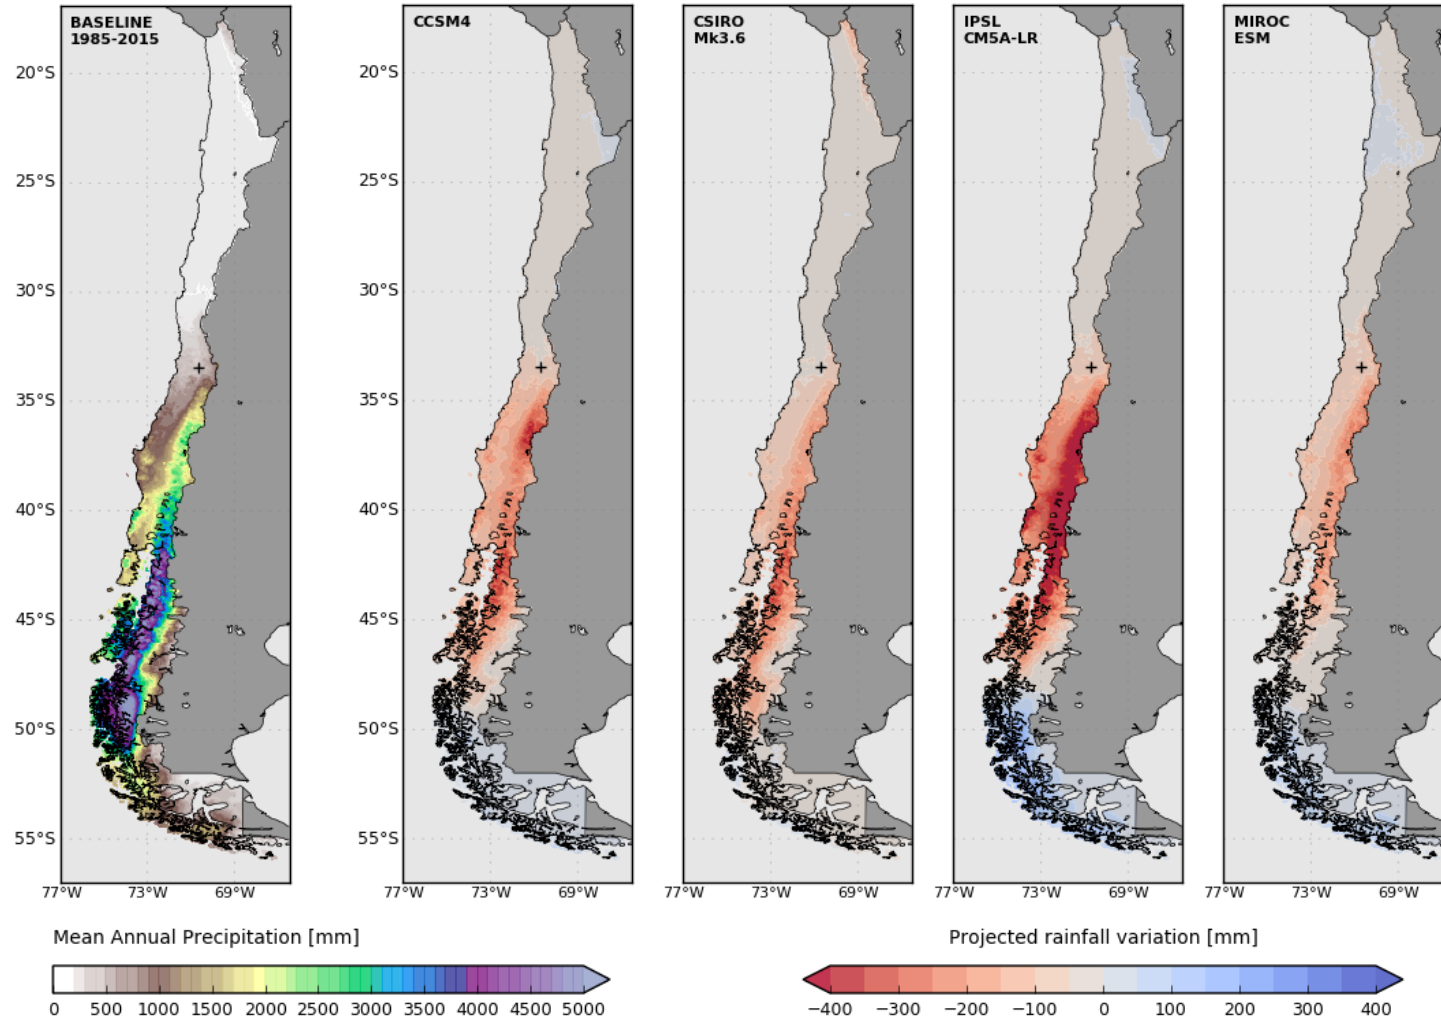 BASELINE
1985-2015
CCSM4
CSIRO
Mk3.6
IPSL
CM5A-LR
MIROC
ESM
20°S
20°S
25°S
25°S
30°S
30°S
35°S
35°S
40°S
40°S
45°S
45°S
50°S
50°S
55°S
55°S
77°W 73°W 69°W
77°W 73°W 69°W
77°W 73°W 69°W
77°W 73°W 69°W
77°W 73°W 69°W
Mean Annual Precipitation [mm]
0 500 1000 1500 2000 2500 3000 3500 4000 4500 5000
Projected rainfall variation [mm]
−400 −300 −200 −100 0 100 200 300 400